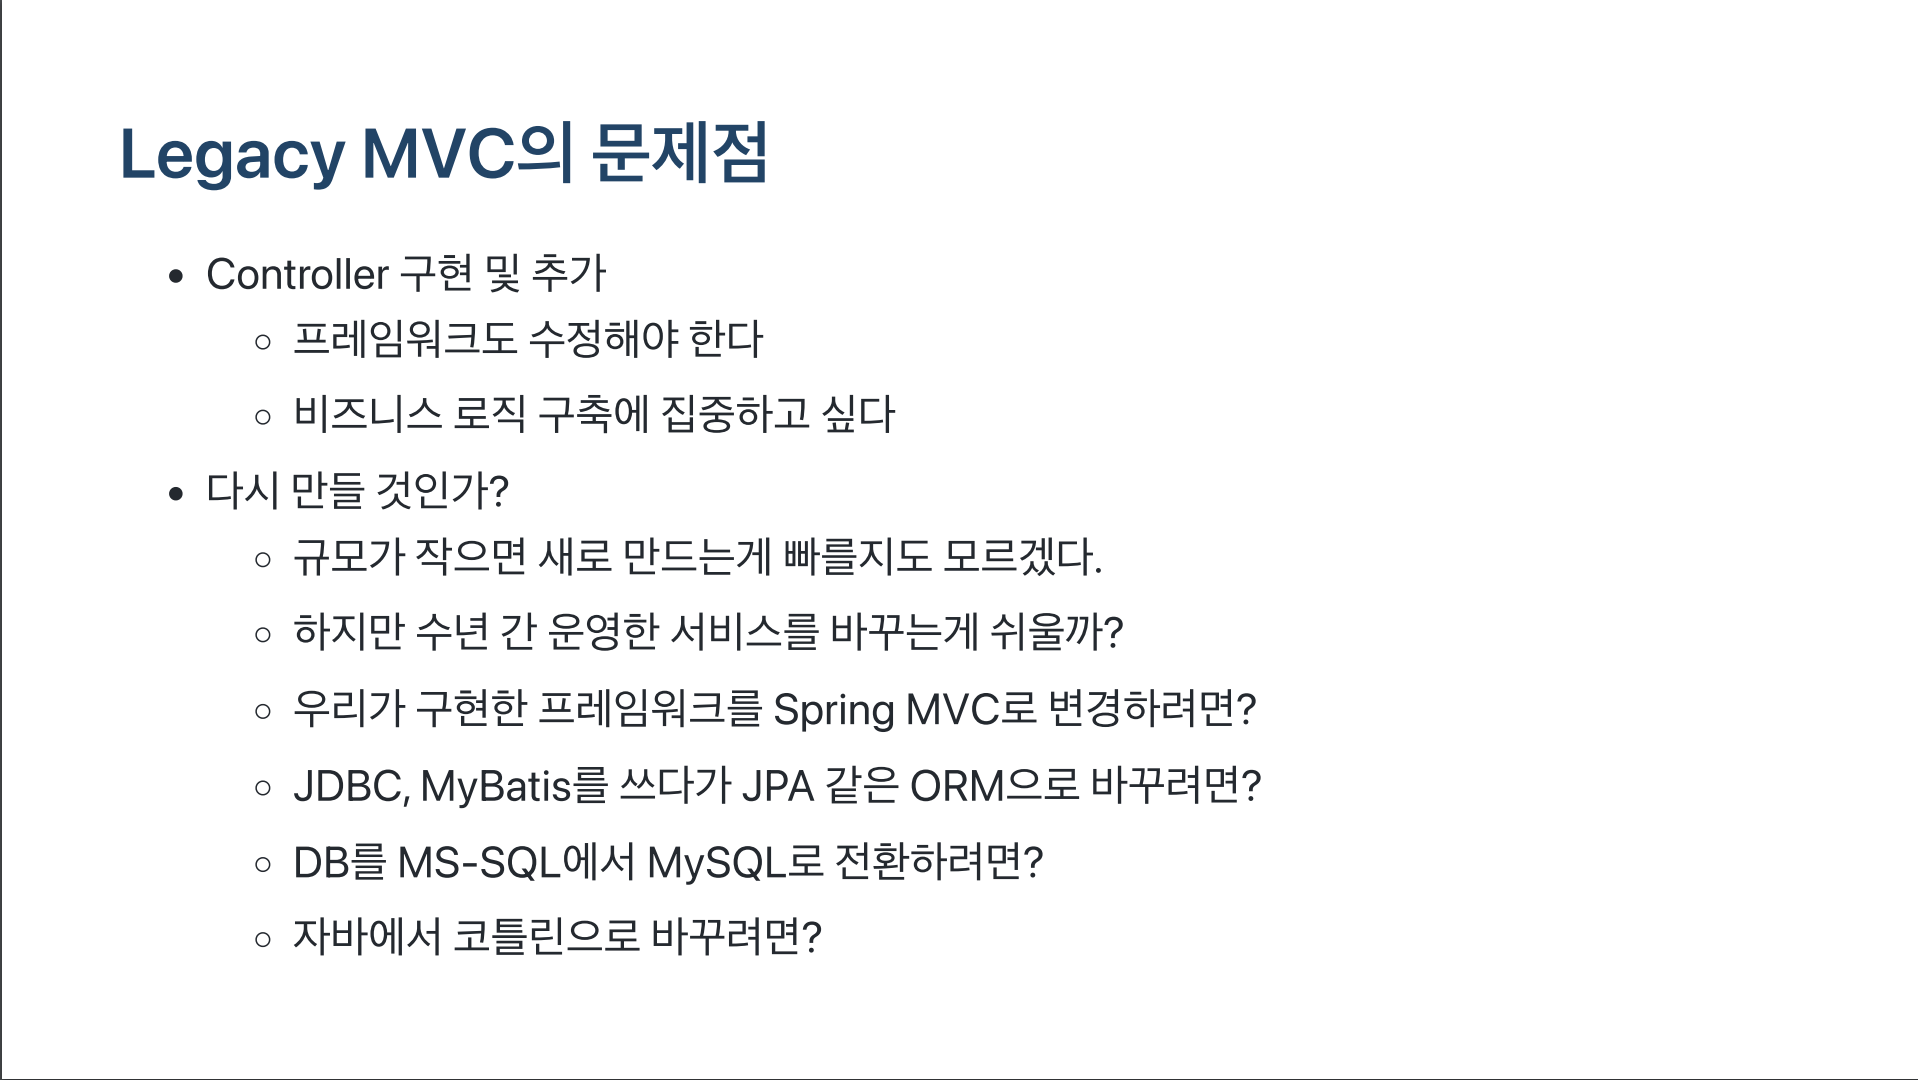 Legacy MVC의 문제점
Controller 구현 및 추가
프레임워크도 수정해야 한다
비즈니스 로직 구축에 집중하고 싶다
다시 만들 것인가?
규모가 작으면 새로 만드는게 빠를지도 모르겠다.
하지만 수년 간 운영한 서비스를 바꾸는게 쉬울까?
우리가 구현한 프레임워크를 Spring MVC로 변경하려면?
JDBC, MyBatis를 쓰다가 JPA 같은 ORM으로 바꾸려면?
DB를 MS-SQL에서 MySQL로 전환하려면?
자바에서 코틀린으로 바꾸려면?